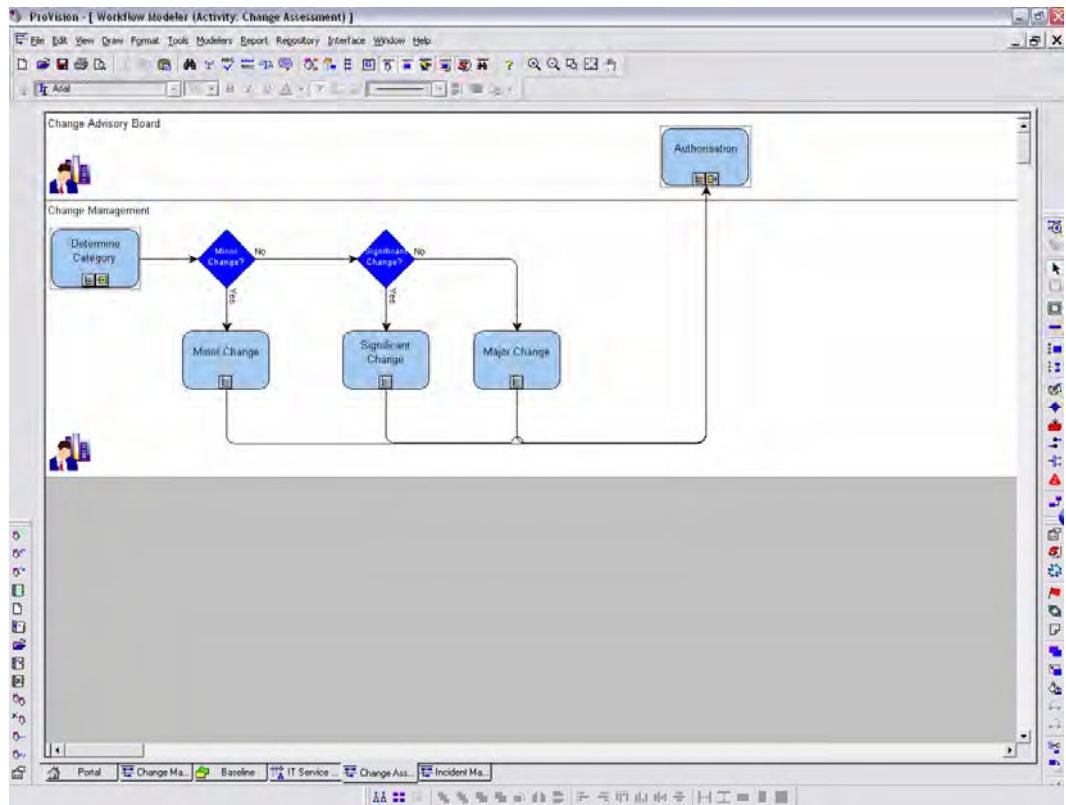 ProVision - [ Workflow Modeler (Activity: Change Assessment) ]
File Edit View Draw Format Tools Modelers Report Repository Interface Window Help
Arial
Change Advisory Board
Authorisation
Change Management
Determine
Category
Minor
Change?
No
Significant
Change?
No
Yes
Yes
Minor Change
Significant
Change
Major Change
Portal
Change Ma...
Baseline
IT Service ...
Change Ass...
Incident Ma...